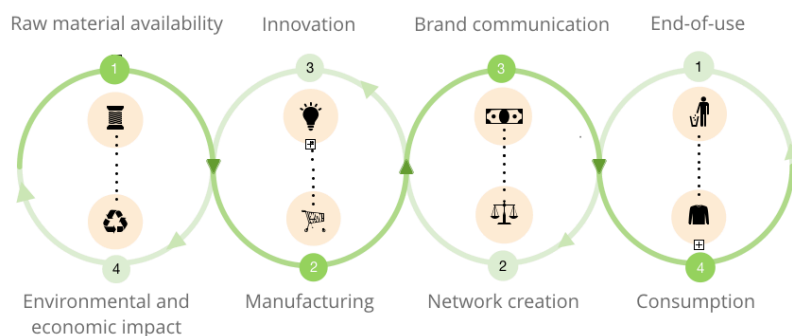 Raw material availability
Innovation
Brand communication
End-of-use
1
3
3
1
4
2
2
4
Environmental and
economic impact
Manufacturing
Network creation
Consumption